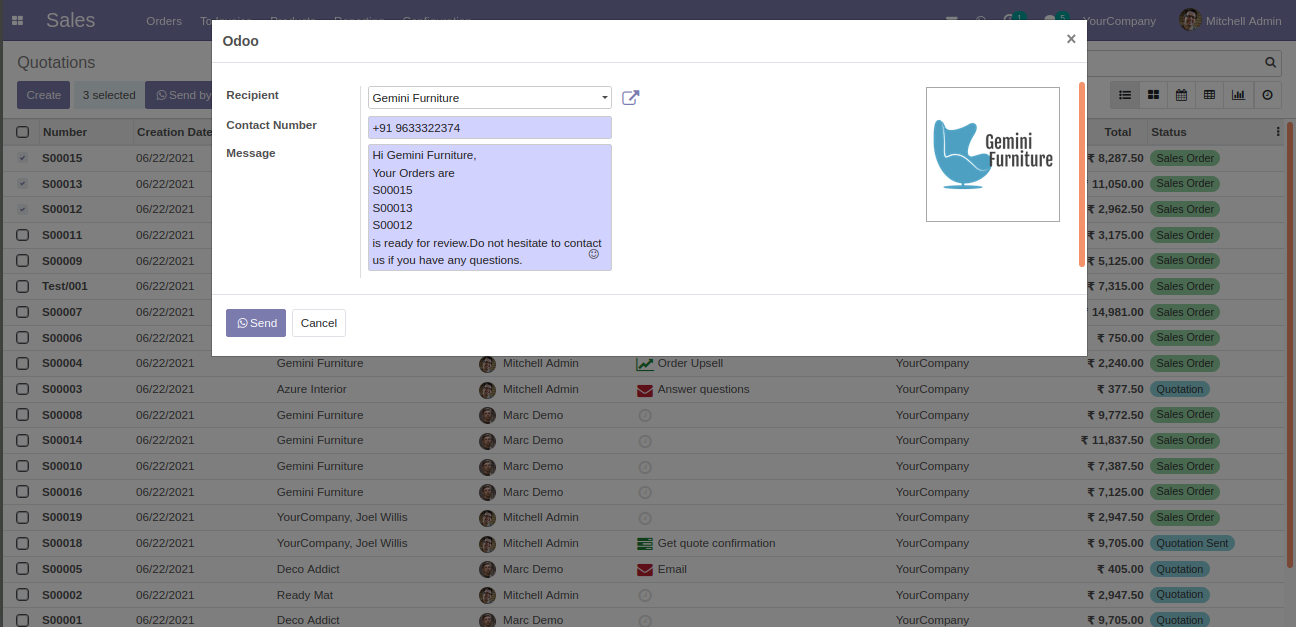 Sales
Orders
Products
Reporting
Configuration
1
5
YourCompany
Mitchell Admin
Odoo
×
Quotations
Create
3 selected
Send by
Recipient
Gemini Furniture
Contact Number
+91 9633322374
Message
Hi Gemini Furniture,
Your Orders are
S00015
S00013
S00012
is ready for review.Do not hesitate to contact
us if you have any questions.
Gemini
Furniture
Send
Cancel
Number Creation Date Total Status
S00015 06/22/2021 ₹ 8,287.50 Sales Order
S00013 06/22/2021 ₹ 11,050.00 Sales Order
S00012 06/22/2021 ₹ 2,962.50 Sales Order
S00011 06/22/2021 ₹ 3,175.00 Sales Order
S00009 06/22/2021 ₹ 5,125.00 Sales Order
Test/001 06/22/2021 ₹ 7,315.00 Sales Order
S00007 06/22/2021 14,981.00 Sales Order
S00006 06/22/2021 ₹ 750.00 Sales Order
S00004 06/22/2021 Gemini Furniture Mitchell Admin Order Upsell YourCompany ₹ 2,240.00 Sales Order
S00003 06/22/2021 Azure Interior Mitchell Admin Answer questions YourCompany ₹ 377.50 Quotation
S00008 06/22/2021 Gemini Furniture Marc Demo YourCompany ₹ 9,772.50 Sales Order
S00014 06/22/2021 Gemini Furniture Marc Demo YourCompany ₹ 11,837.50 Sales Order
S00010 06/22/2021 Gemini Furniture Marc Demo YourCompany ₹ 7,387.50 Sales Order
S00016 06/22/2021 Gemini Furniture Marc Demo YourCompany ₹ 7,125.00 Sales Order
S00019 06/22/2021 YourCompany, Joel Willis Mitchell Admin YourCompany ₹ 2,947.50 Sales Order
S00018 06/22/2021 YourCompany, Joel Willis Mitchell Admin Get quote confirmation YourCompany ₹ 9,705.00 Quotation Sent
S00005 06/22/2021 Deco Addict Marc Demo Email YourCompany ₹ 405.00 Quotation
S00002 06/22/2021 Ready Mat Mitchell Admin YourCompany ₹ 2,947.50 Quotation
S00001 06/22/2021 Deco Addict Marc Demo YourCompany ₹ 9,705.00 Quotation